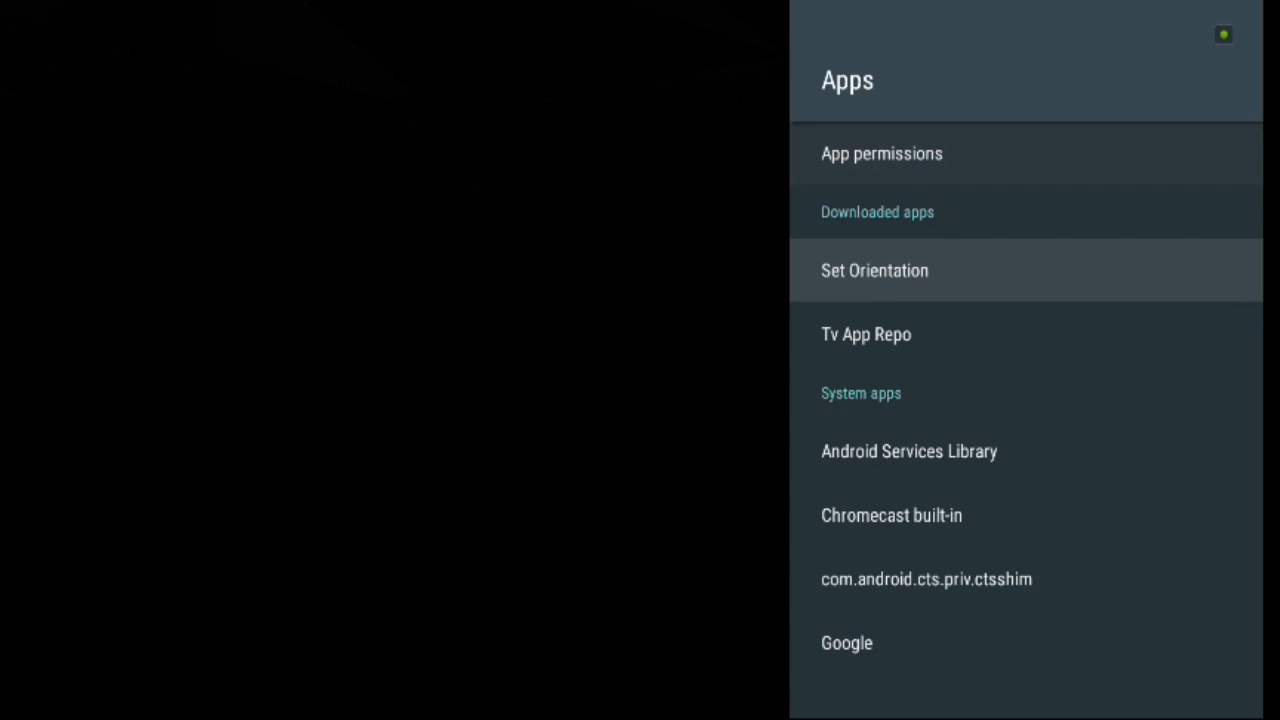 Apps
App permissions
Downloaded apps
Set Orientation
Tv App Repo
System apps
Android Services Library
Chromecast built-in
com.android.cts.priv.ctsshim
Google